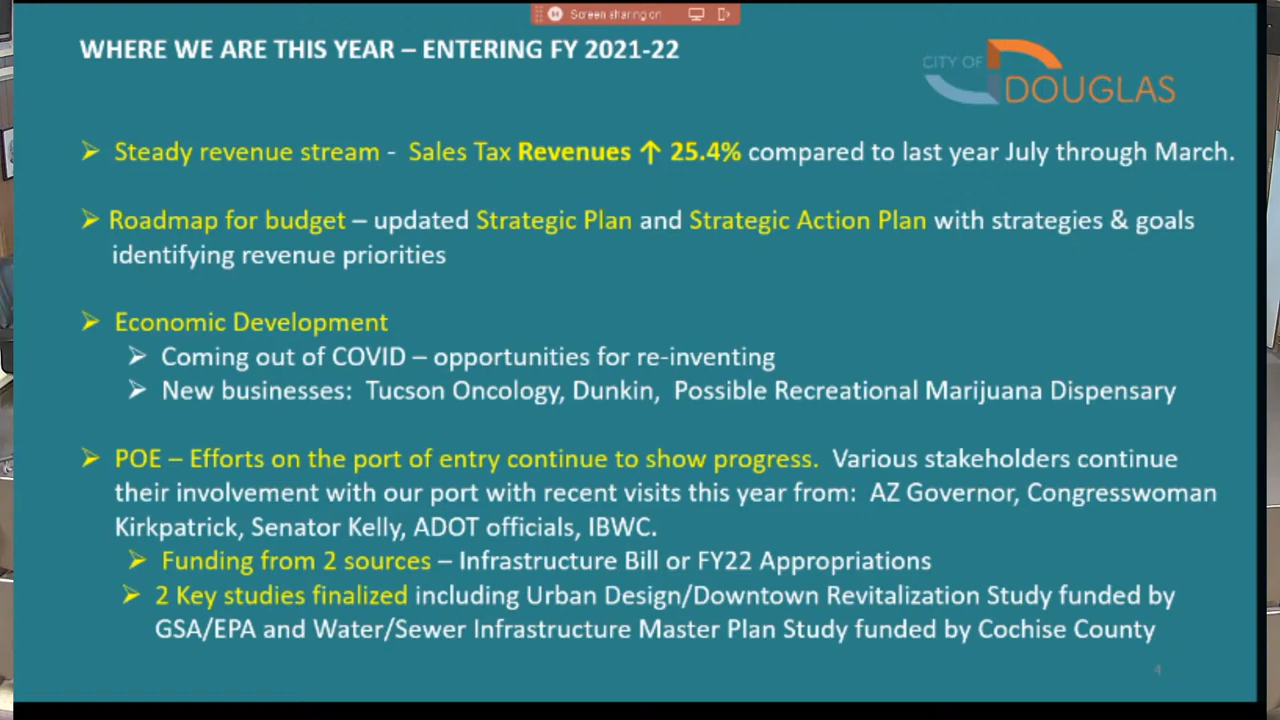 Screen sharing on
WHERE WE ARE THIS YEAR – ENTERING FY 2021-22
CITY OF
DOUGLAS
Steady revenue stream - Sales Tax Revenues ↑ 25.4% compared to last year July through March.
Roadmap for budget – updated Strategic Plan and Strategic Action Plan with strategies & goals
identifying revenue priorities
Economic Development
Coming out of COVID – opportunities for re-inventing
New businesses: Tucson Oncology, Dunkin, Possible Recreational Marijuana Dispensary
POE – Efforts on the port of entry continue to show progress. Various stakeholders continue
their involvement with our port with recent visits this year from: AZ Governor, Congresswoman
Kirkpatrick, Senator Kelly, ADOT officials, IBWC.
Funding from 2 sources – Infrastructure Bill or FY22 Appropriations
2 Key studies finalized including Urban Design/Downtown Revitalization Study funded by
GSA/EPA and Water/Sewer Infrastructure Master Plan Study funded by Cochise County
4